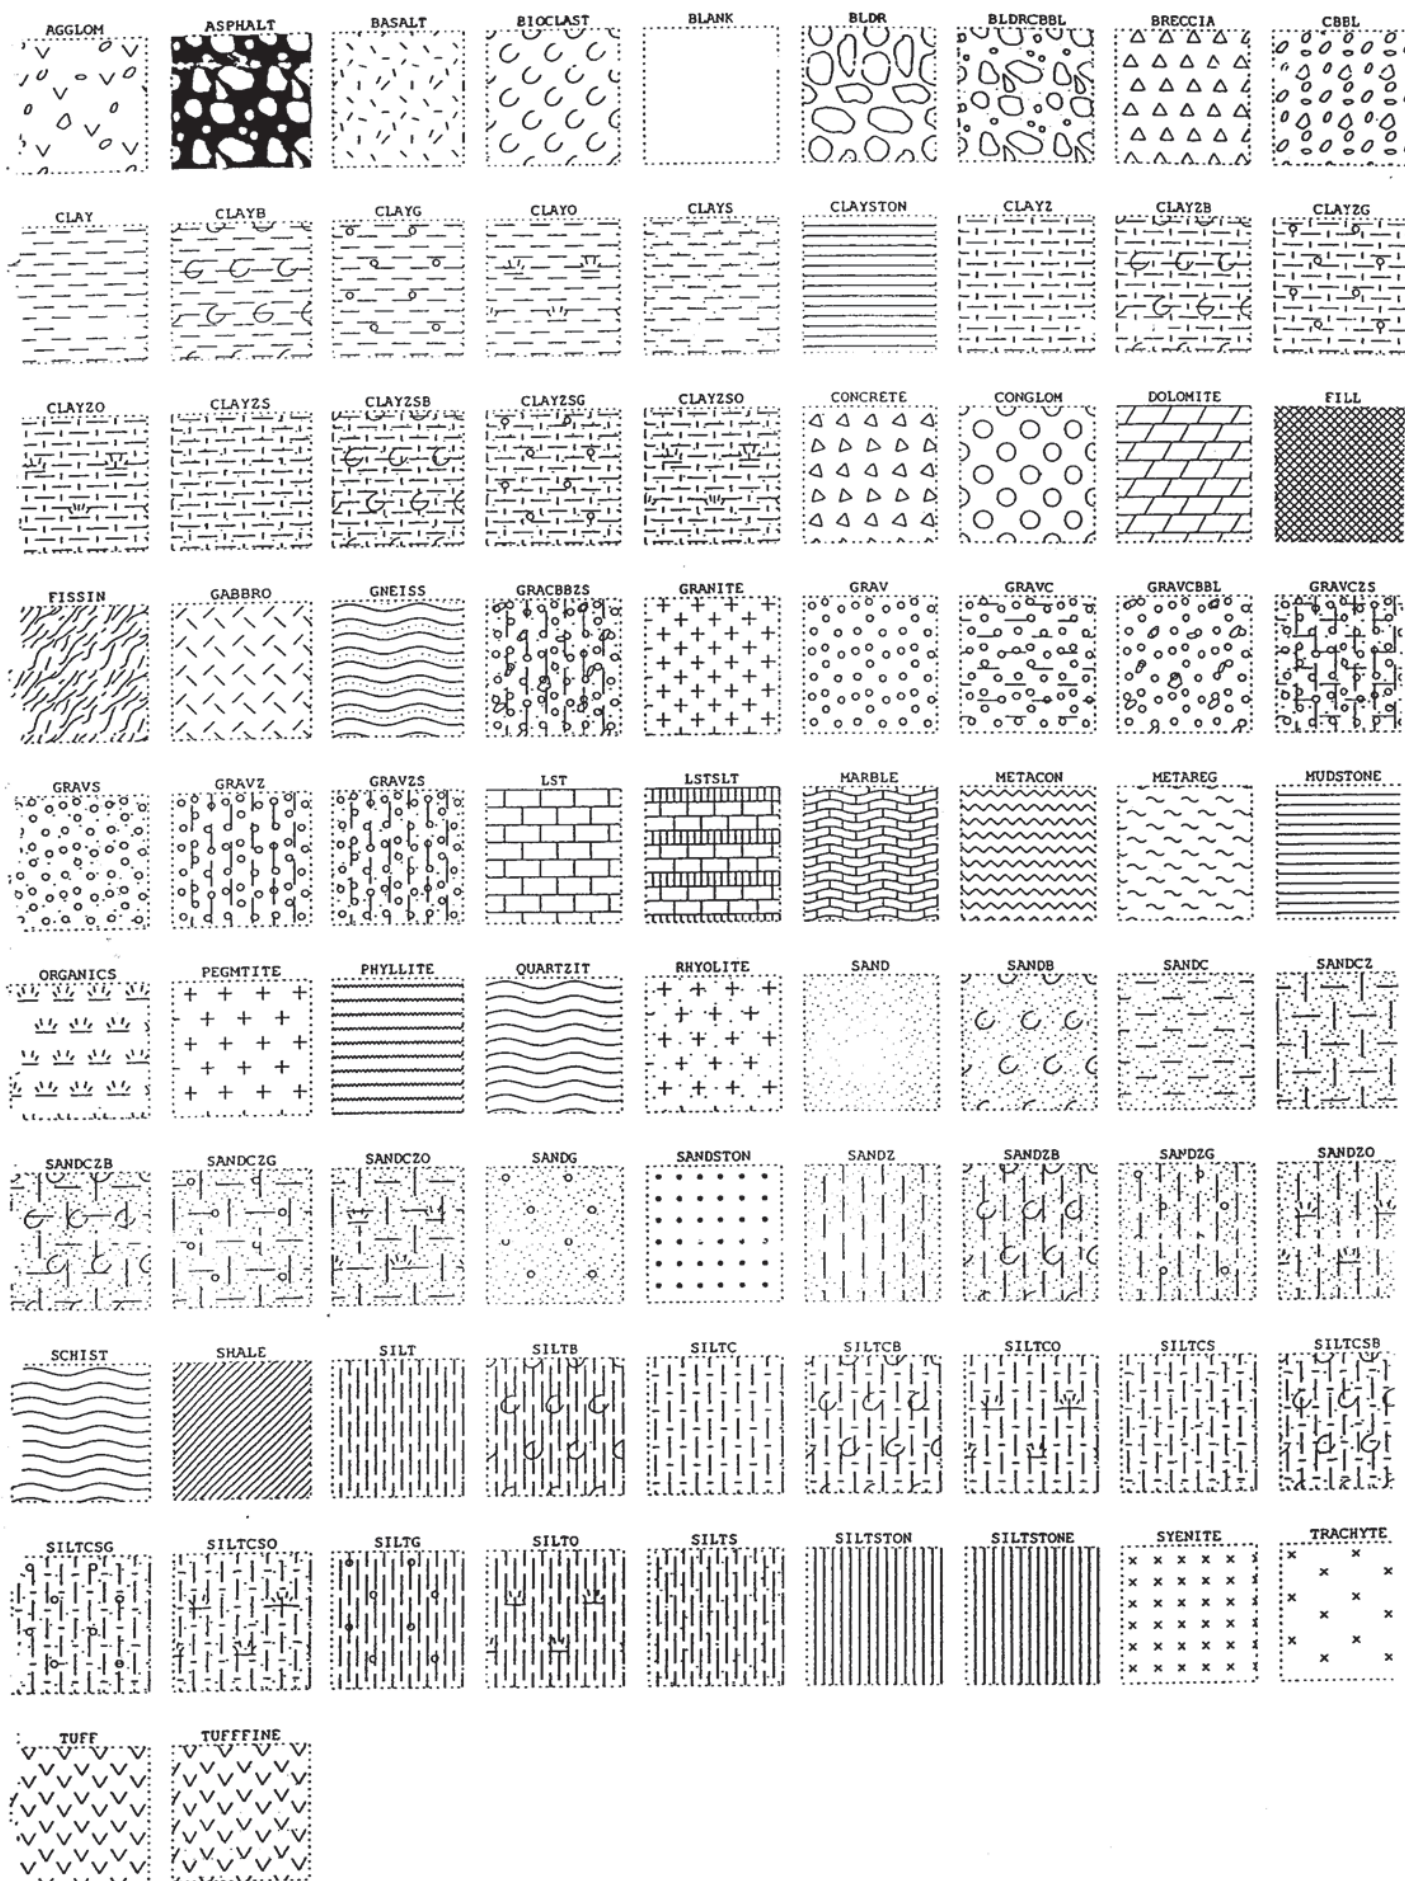 AGGLOM ASPHALT BASALT BIOCLAST BLANK BLDR BLDRCBBL BRECCIA CBBL
CLAY CLAYB CLAYG CLAYO CLAYS CLAYSTON CLAYZ CLAYZB CLAYZG
CLAYZO CLAYZS CLAYZSB CLAYZSG CLAYZSO CONCRETE CONGLOM DOLOMITE FILL
FISSIN GABBRO GNEISS GRACBBZS GRANITE GRAV GRAVC GRAVCBBL GRAVCZS
GRAVS GRAVZ GRAVZS LST LSTSLT MARBLE METACON METAREG MUDSTONE
ORGANICS PEGMTITE PHYLLITE QUARTZIT RHYOLITE SAND SANDB SANDC SANDCZ
SANDCZB SANDCZG SANDCZO SANDG SANDSTON SANDZ SANDZB SANDZG SANDZO
SCHIST SHALE SILT SILTB SILTC SILTCB SILTCO SILTCS SILTCSB
SILTCSG SILTCSO SILTG SILTO SILTS SILTSTON SILTSTONE SYENITE TRACHYTE
TUFF TUFFFINE